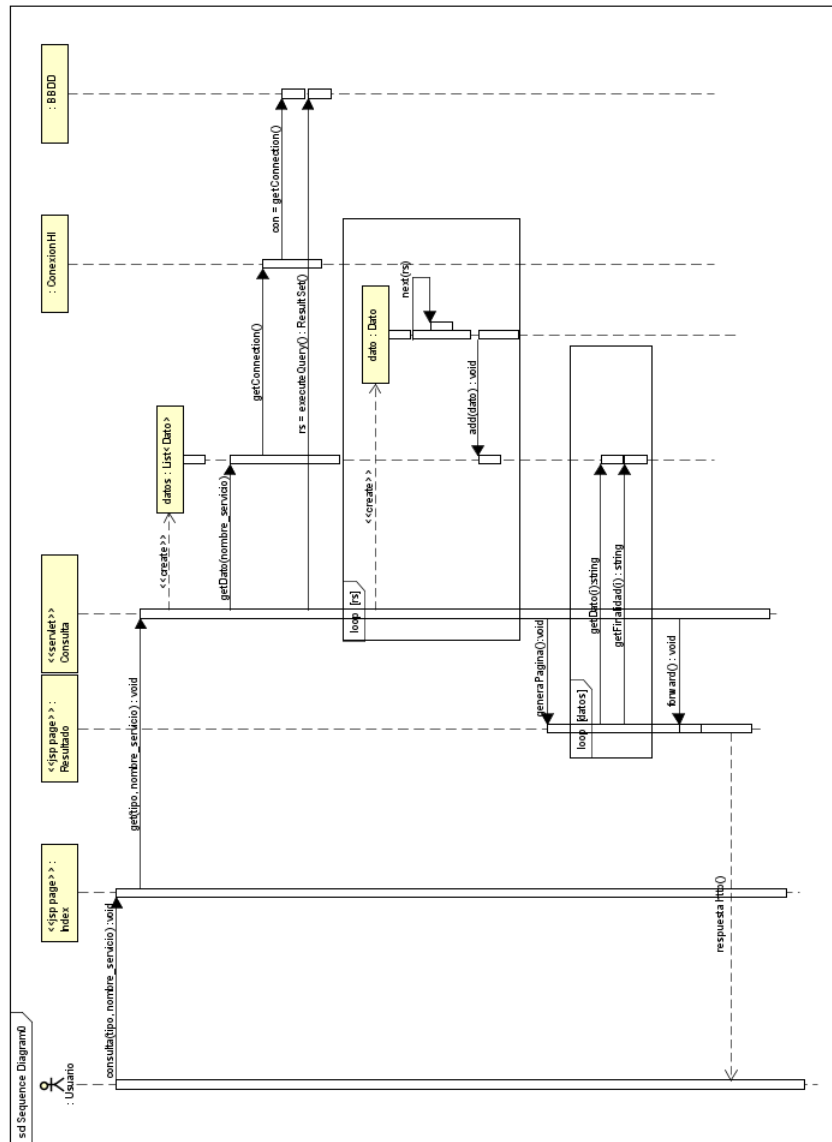 sd Sequence Diagram0
: Usuario
<<jsp page>> :
Index
<<jsp page>> :
Resultado
<<servlet>>
Consulta
datos : List<Dato>
dato : Dato
: ConexionHI
: BBDD
consulta(tipo, nombre_servicio) : void
get(tipo, nombre_servicio) : void
<<create>>
getDato(nombre_servicio)
getConnection()
con = getConnection()
rs = executeQuery() : ResultSet()
loop [rs]
<<create>>
next(rs)
add(dato) : void
generaPagina():void
loop [datos]
getDato(i):string
getFinalidad(i) : string
forward() : void
respuesta http()